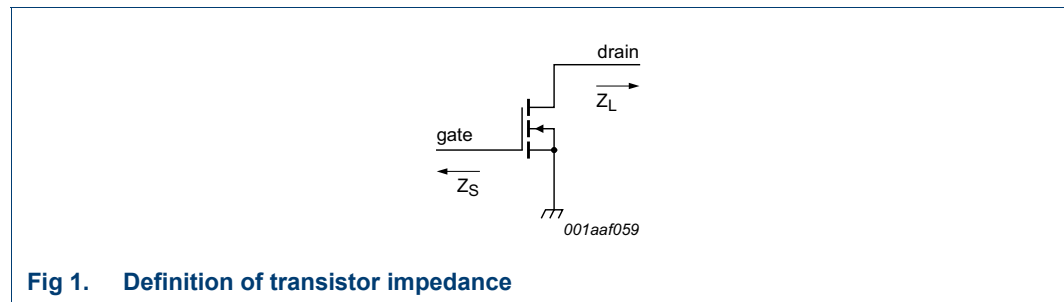 drain
Z_L
gate
Z_S
001aaf059
Fig 1. Definition of transistor impedance